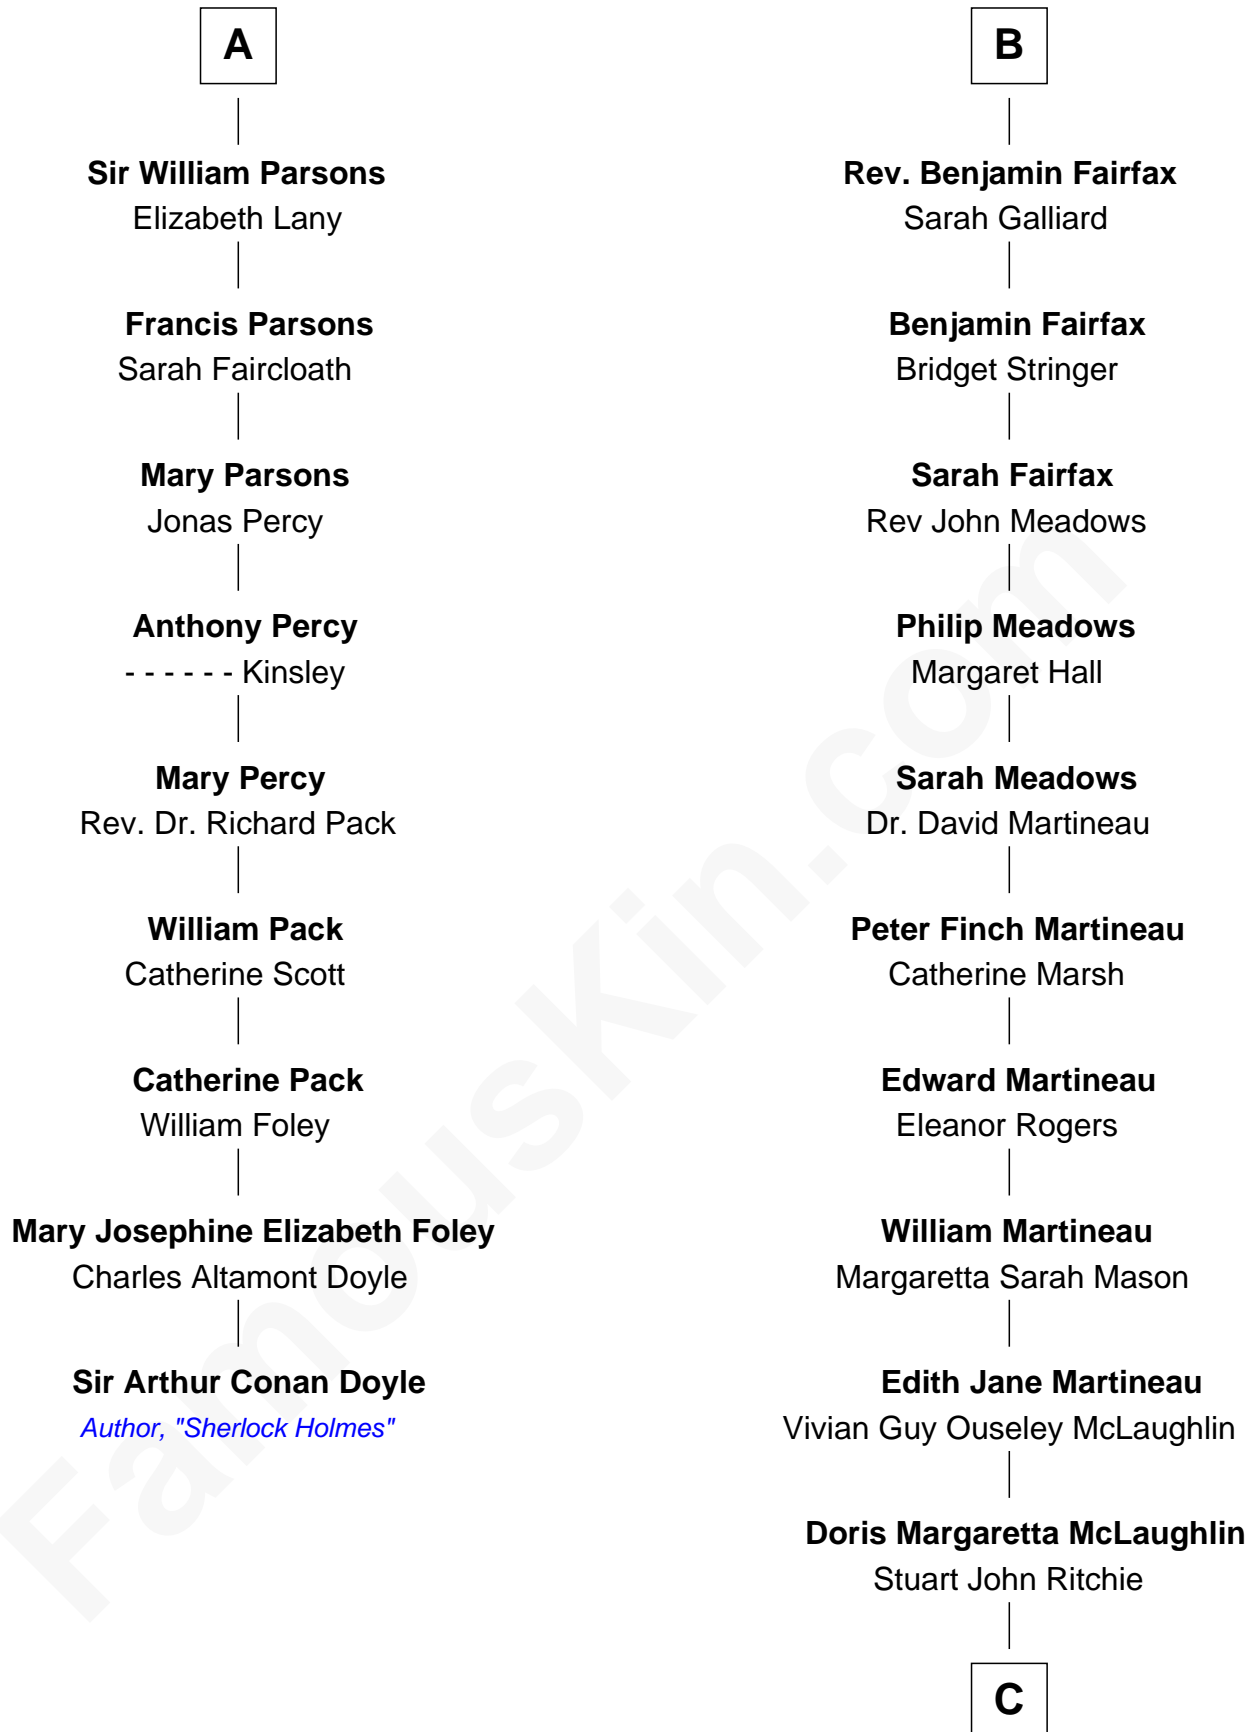 A
Sir William Parsons
Elizabeth Lany
Francis Parsons
Sarah Faircloath
Mary Parsons
Jonas Percy
Anthony Percy
- - - - - - Kinsley
Mary Percy
Rev. Dr. Richard Pack
William Pack
Catherine Scott
Catherine Pack
William Foley
Mary Josephine Elizabeth Foley
Charles Altamont Doyle
Sir Arthur Conan Doyle
Author, "Sherlock Holmes"
B
Rev. Benjamin Fairfax
Sarah Galliard
Benjamin Fairfax
Bridget Stringer
Sarah Fairfax
Rev John Meadows
Philip Meadows
Margaret Hall
Sarah Meadows
Dr. David Martineau
Peter Finch Martineau
Catherine Marsh
Edward Martineau
Eleanor Rogers
William Martineau
Margaretta Sarah Mason
Edith Jane Martineau
Vivian Guy Ouseley McLaughlin
Doris Margaretta McLaughlin
Stuart John Ritchie
C
FamousKin.com